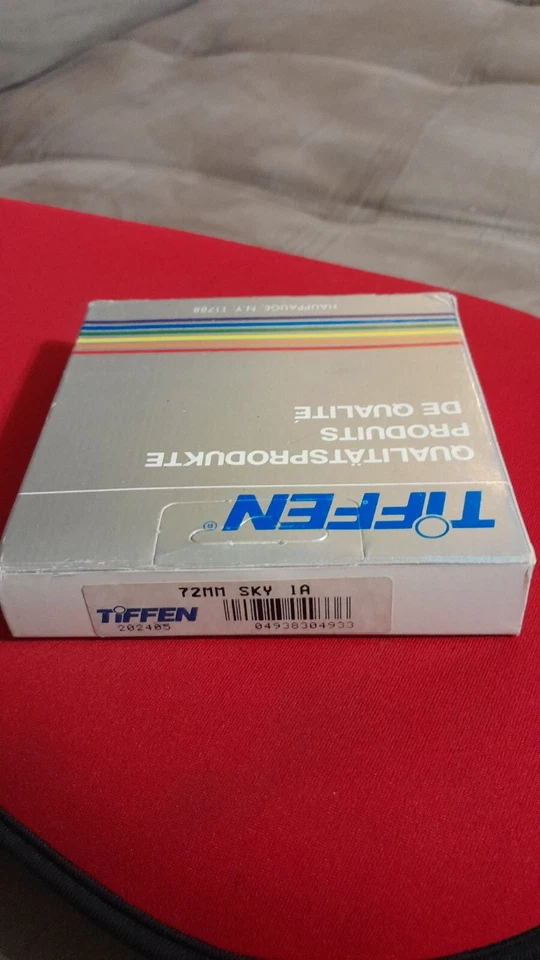 HAUPPAUGE N.Y. 11788
QUALITÄTSPRODUKTE
PRODUITS
DE QUALITÉ
TiFFEN®
72MM SKY 1A
TiFFEN
202405
04938304933